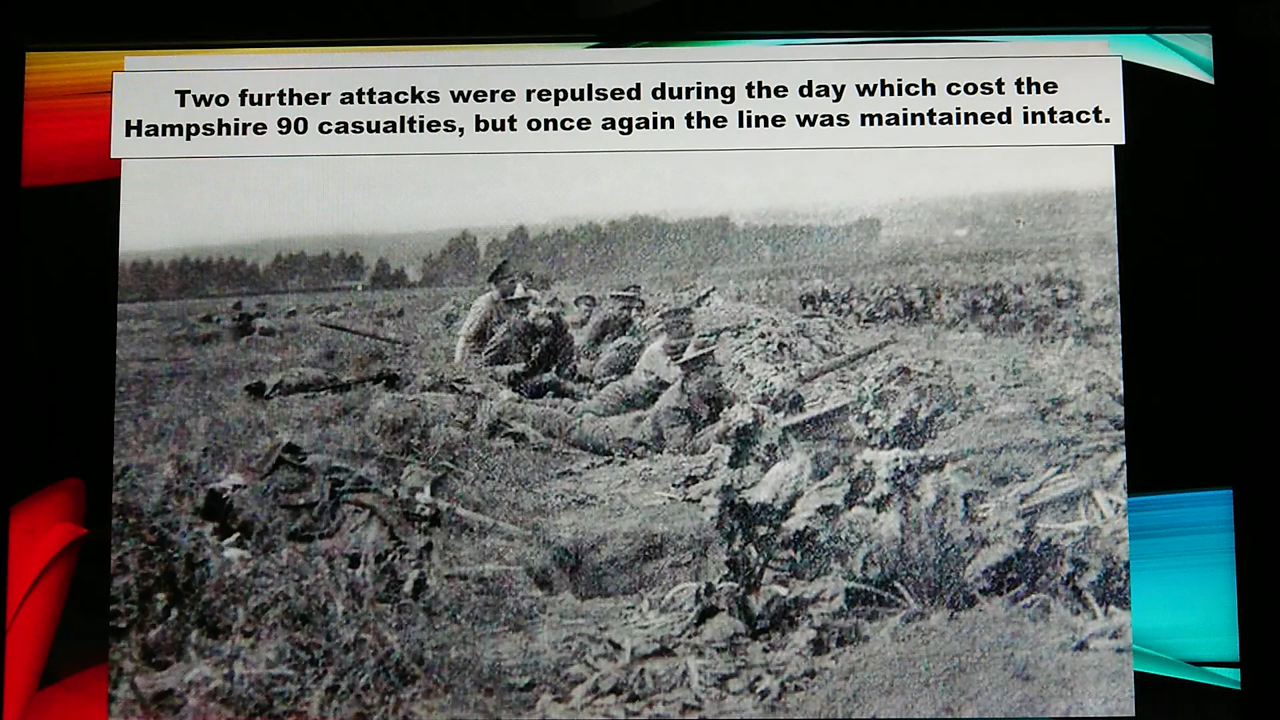 Two further attacks were repulsed during the day which cost the
Hampshire 90 casualties, but once again the line was maintained intact.